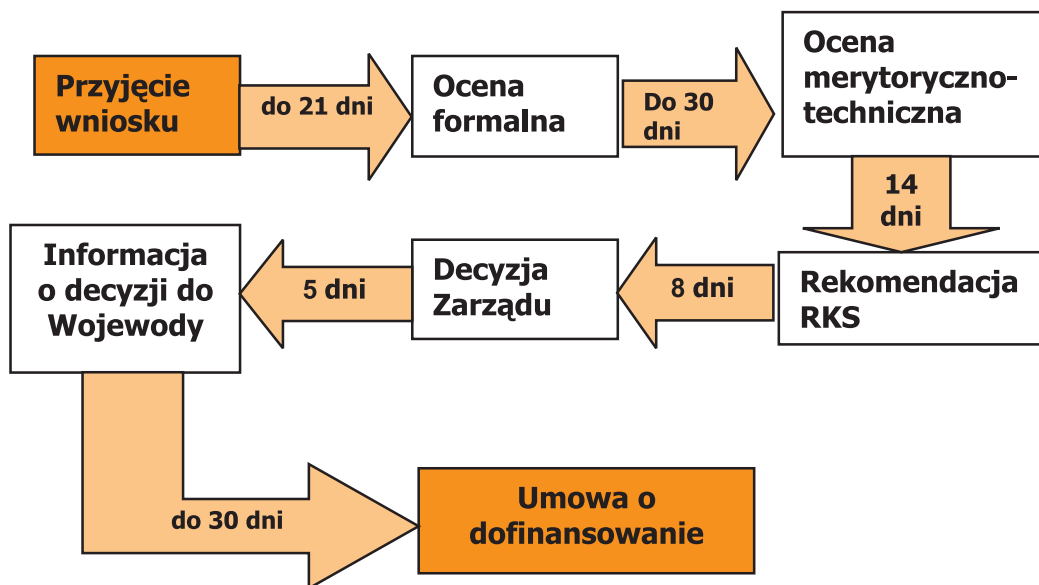 Przyjęcie
wniosku
do 21 dni
Ocena
formalna
Do 30
dni
Ocena
merytoryczno-
techniczna
14
dni
Rekomendacja
RKS
8 dni
Decyzja
Zarządu
5 dni
Informacja
o decyzji do
Wojewody
do 30 dni
Umowa o
dofinansowanie